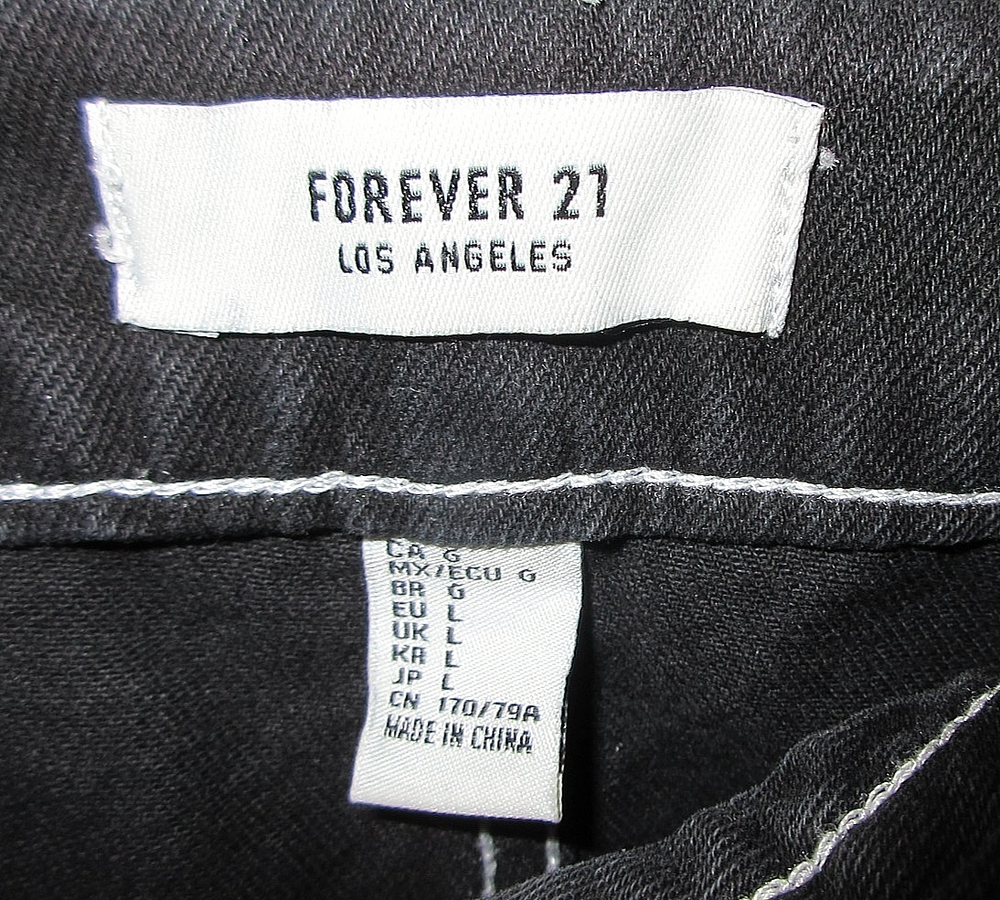 FOREVER 21
LOS ANGELES
CA G
MX/ECU G
BR G
EU L
UK L
KR L
JP L
CN 170/79A
MADE IN CHINA